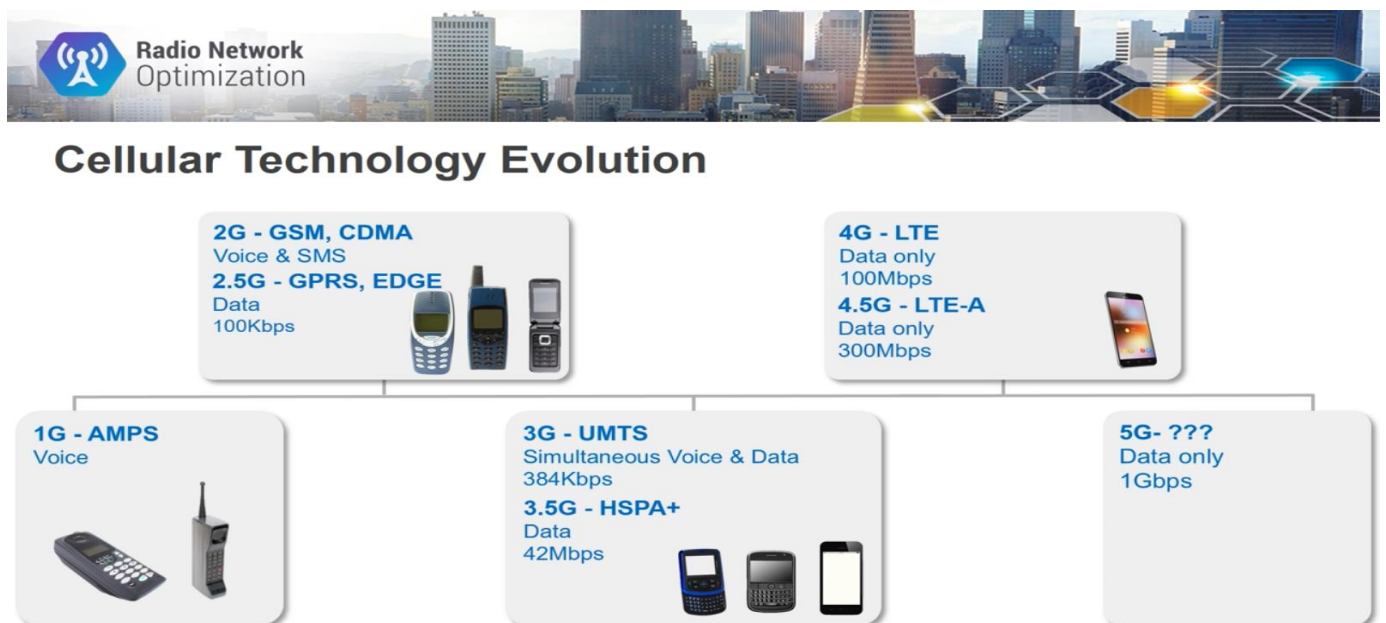 Radio Network
Optimization
Cellular Technology Evolution
2G - GSM, CDMA
Voice & SMS
2.5G - GPRS, EDGE
Data
100Kbps
4G - LTE
Data only
100Mbps
4.5G - LTE-A
Data only
300Mbps
1G - AMPS
Voice
3G - UMTS
Simultaneous Voice & Data
384Kbps
3.5G - HSPA+
Data
42Mbps
5G- ???
Data only
1Gbps